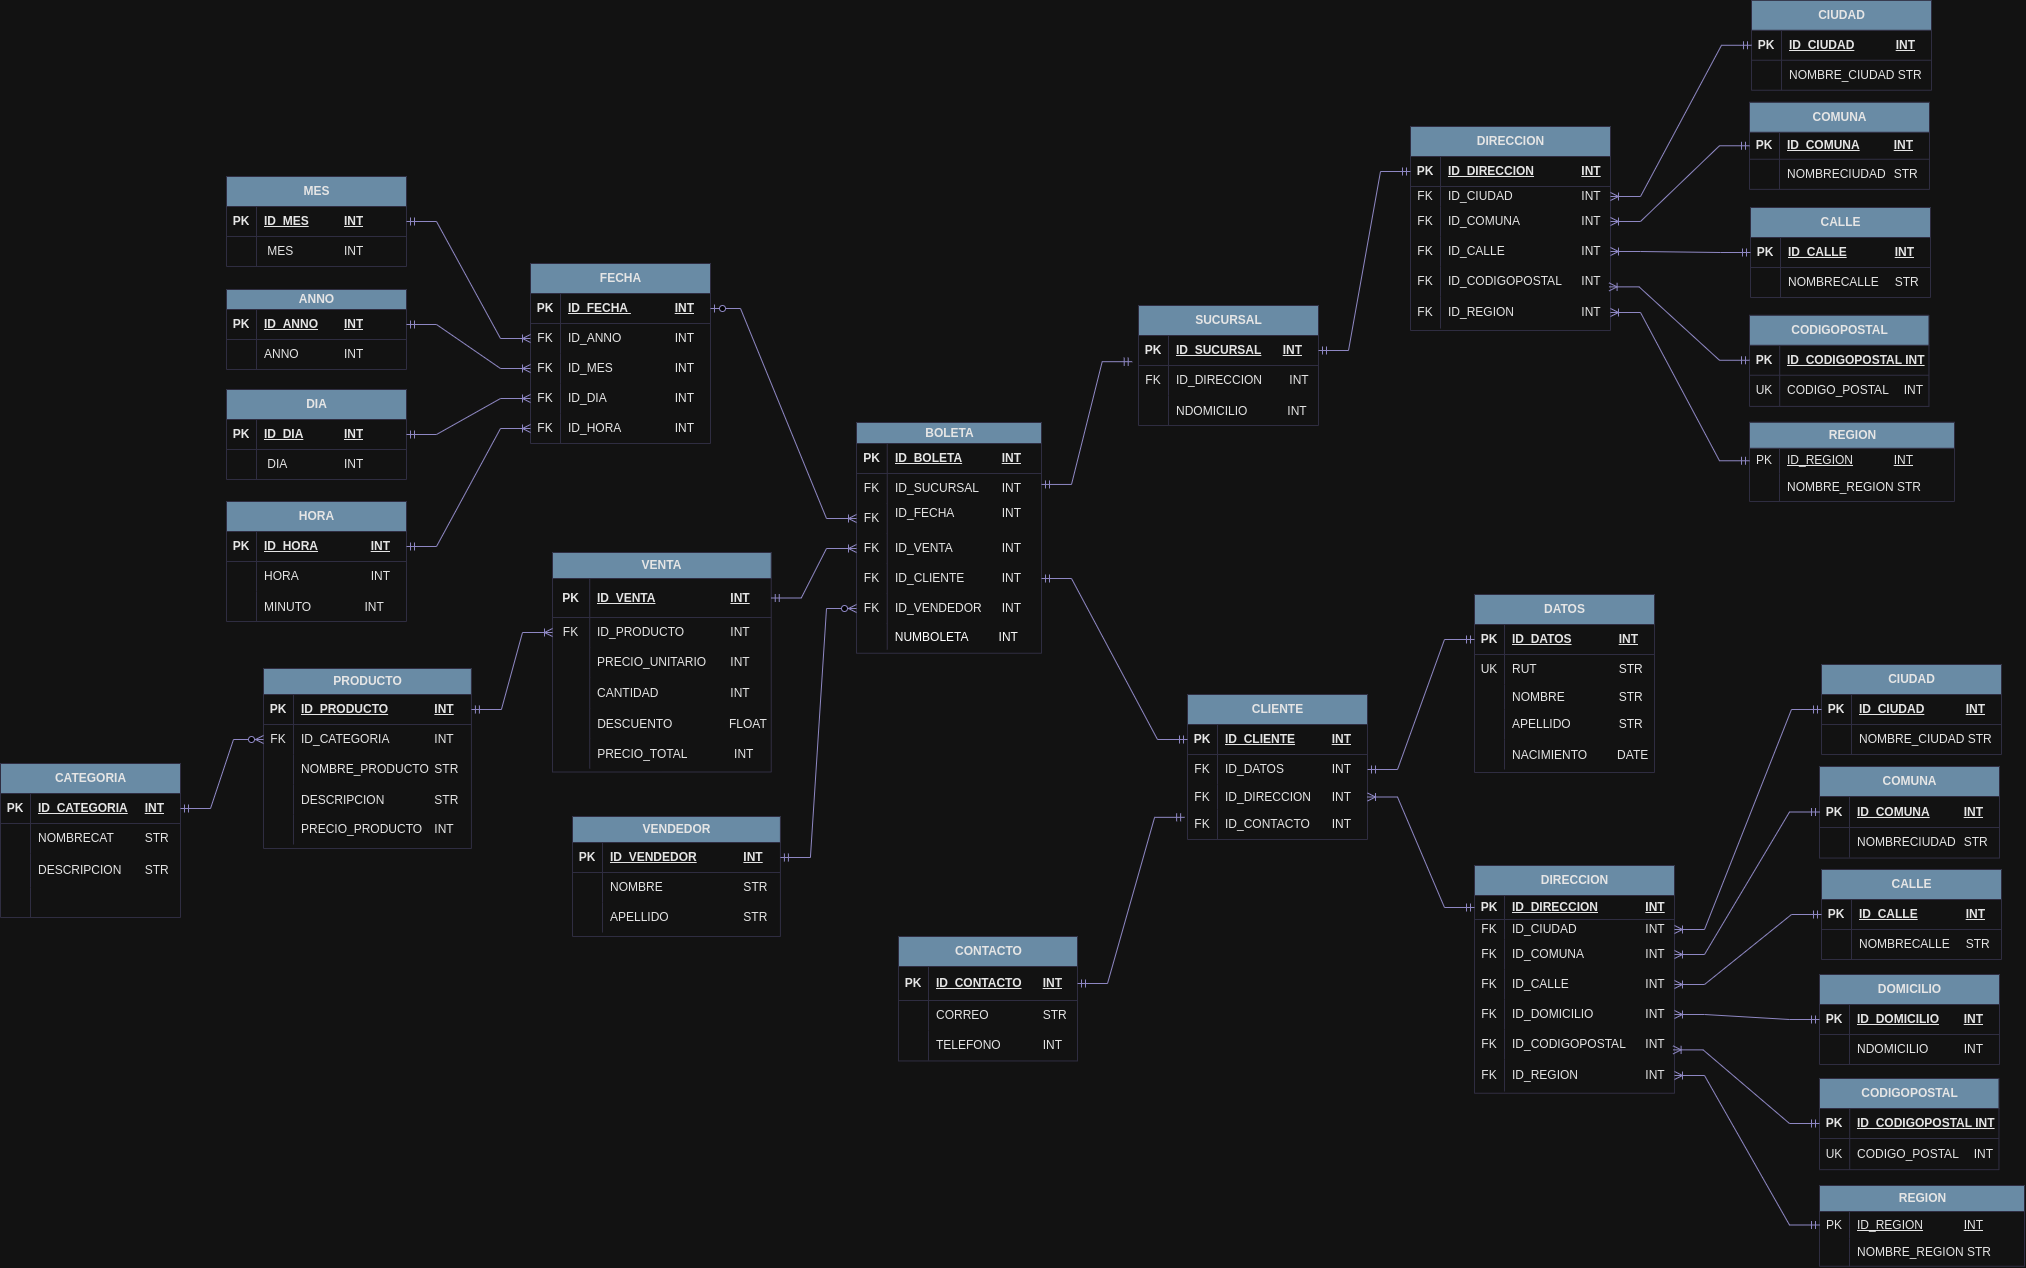 MES
PK ID_MES INT
MES INT
ANNO
PK ID_ANNO INT
ANNO INT
DIA
PK ID_DIA INT
DIA INT
HORA
PK ID_HORA INT
HORA INT
MINUTO INT
FECHA
PK ID_FECHA INT
FK ID_ANNO INT
FK ID_MES INT
FK ID_DIA INT
FK ID_HORA INT
CATEGORIA
PK ID_CATEGORIA INT
NOMBRECAT STR
DESCRIPCION STR
PRODUCTO
PK ID_PRODUCTO INT
FK ID_CATEGORIA INT
NOMBRE_PRODUCTO STR
DESCRIPCION STR
PRECIO_PRODUCTO INT
VENTA
PK ID_VENTA INT
FK ID_PRODUCTO INT
PRECIO_UNITARIO INT
CANTIDAD INT
DESCUENTO FLOAT
PRECIO_TOTAL INT
VENDEDOR
PK ID_VENDEDOR INT
NOMBRE STR
APELLIDO STR
BOLETA
PK ID_BOLETA INT
FK ID_SUCURSAL INT
FK ID_FECHA INT
FK ID_VENTA INT
FK ID_CLIENTE INT
FK ID_VENDEDOR INT
NUMBOLETA INT
CONTACTO
PK ID_CONTACTO INT
CORREO STR
TELEFONO INT
SUCURSAL
PK ID_SUCURSAL INT
FK ID_DIRECCION INT
NDOMICILIO INT
CLIENTE
PK ID_CLIENTE INT
FK ID_DATOS INT
FK ID_DIRECCION INT
FK ID_CONTACTO INT
DIRECCION
PK ID_DIRECCION INT
FK ID_CIUDAD INT
FK ID_COMUNA INT
FK ID_CALLE INT
FK ID_CODIGOPOSTAL INT
FK ID_REGION INT
CIUDAD
PK ID_CIUDAD INT
NOMBRE_CIUDAD STR
COMUNA
PK ID_COMUNA INT
NOMBRECIUDAD STR
CALLE
PK ID_CALLE INT
NOMBRECALLE STR
CODIGOPOSTAL
PK ID_CODIGOPOSTAL INT
UK CODIGO_POSTAL INT
REGION
PK ID_REGION INT
NOMBRE_REGION STR
DATOS
PK ID_DATOS INT
UK RUT STR
NOMBRE STR
APELLIDO STR
NACIMIENTO DATE
DIRECCION
PK ID_DIRECCION INT
FK ID_CIUDAD INT
FK ID_COMUNA INT
FK ID_CALLE INT
FK ID_DOMICILIO INT
FK ID_CODIGOPOSTAL INT
FK ID_REGION INT
CIUDAD
PK ID_CIUDAD INT
NOMBRE_CIUDAD STR
COMUNA
PK ID_COMUNA INT
NOMBRECIUDAD STR
CALLE
PK ID_CALLE INT
NOMBRECALLE STR
DOMICILIO
PK ID_DOMICILIO INT
NDOMICILIO INT
CODIGOPOSTAL
PK ID_CODIGOPOSTAL INT
UK CODIGO_POSTAL INT
REGION
PK ID_REGION INT
NOMBRE_REGION STR